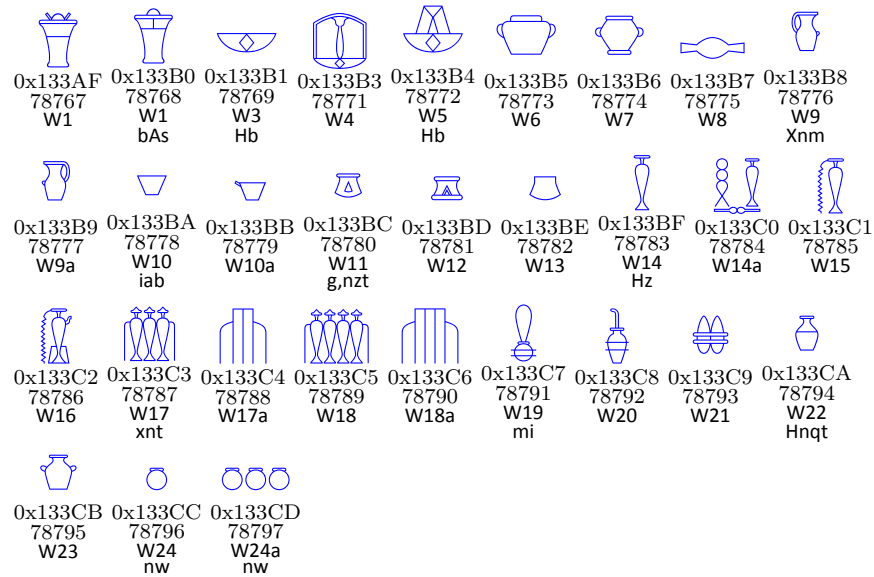 0x133AF 0x133B0 0x133B1 0x133B3 0x133B4 0x133B5 0x133B6 0x133B7 0x133B8
78767 78768 78769 78771 78772 78773 78774 78775 78776
W1 W1 W3 W4 W5 W6 W7 W8 W9
bAs Hb Hb Xnm
0x133B9 0x133BA 0x133BB 0x133BC 0x133BD 0x133BE 0x133BF 0x133C0 0x133C1
78777 78778 78779 78780 78781 78782 78783 78784 78785
W9a W10 W10a W11 W12 W13 W14 W14a W15
iab g,nzt Hz
0x133C2 0x133C3 0x133C4 0x133C5 0x133C6 0x133C7 0x133C8 0x133C9 0x133CA
78786 78787 78788 78789 78790 78791 78792 78793 78794
W16 W17 W17a W18 W18a W19 W20 W21 W22
xnt mi Hnqt
0x133CB 0x133CC 0x133CD
78795 78796 78797
W23 W24 W24a
nw nw